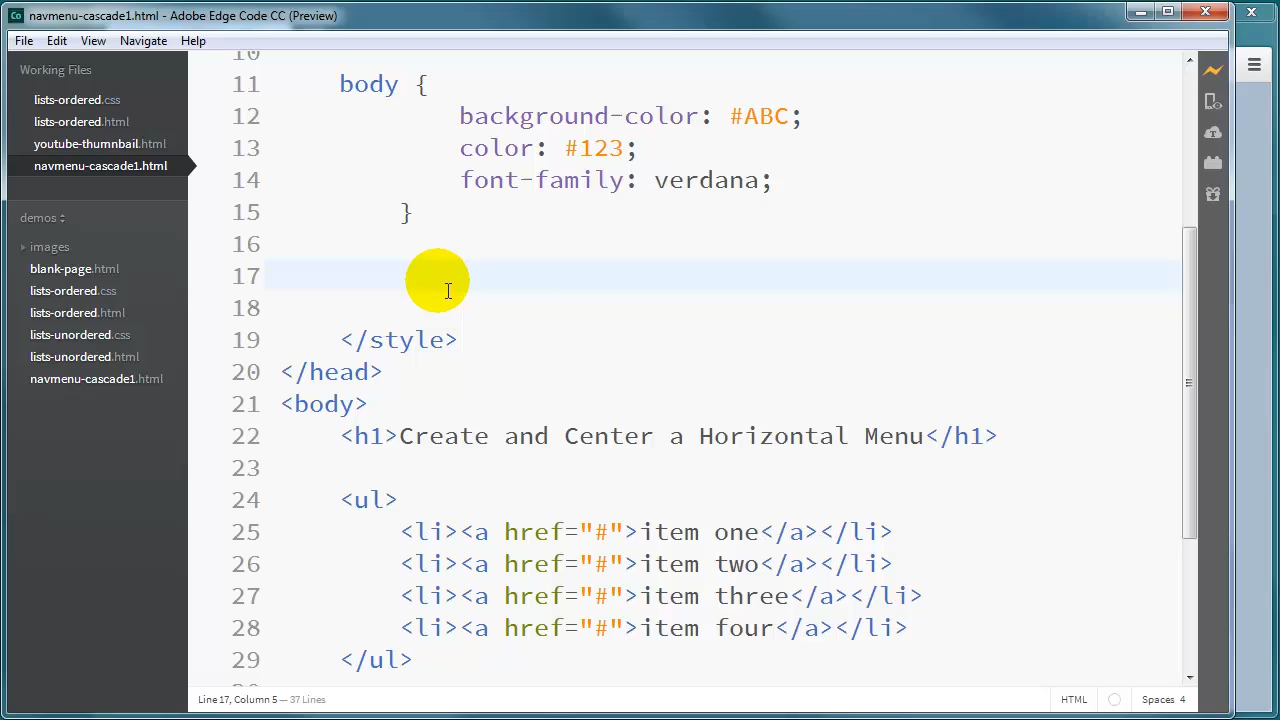 navmenu-cascade1.html - Adobe Edge Code CC (Preview)
File Edit View Navigate Help
Working Files
lists-ordered.css
lists-ordered.html
youtube-thumnbail.html
navmenu-cascade1.html
demos
images
blank-page.html
lists-ordered.css
lists-ordered.html
lists-unordered.css
lists-unordered.html
navmenu-cascade1.html
10
11 body {
12 background-color: #ABC;
13 color: #123;
14 font-family: verdana;
15 }
16
17
18
19 </style>
20 </head>
21 <body>
22 <h1>Create and Center a Horizontal Menu</h1>
23
24 <ul>
25 <li><a href="#">item one</a></li>
26 <li><a href="#">item two</a></li>
27 <li><a href="#">item three</a></li>
28 <li><a href="#">item four</a></li>
29 </ul>
Line 17, Column 5 — 37 Lines
HTML
Spaces 4